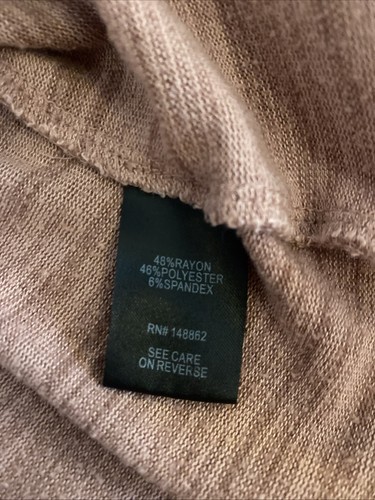 48%RAYON
46%POLYESTER
6%SPANDEX
RN# 148862
SEE CARE
ON REVERSE